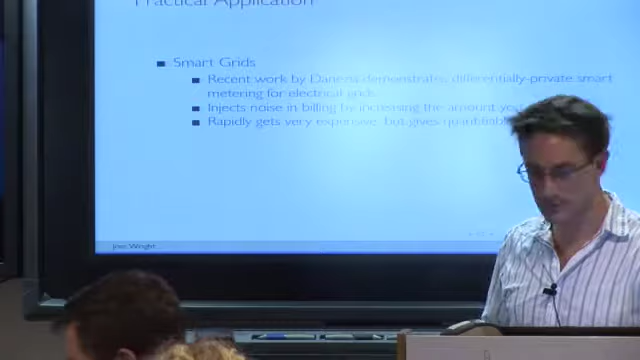 Practical Application
Smart Grids
Recent work by Danezis demonstrates differentially-private smart
metering for electrical grids.
Injects noise in billing by increasing the amount you
Rapidly gets very expensive, but gives quantifiable
Joss Wright